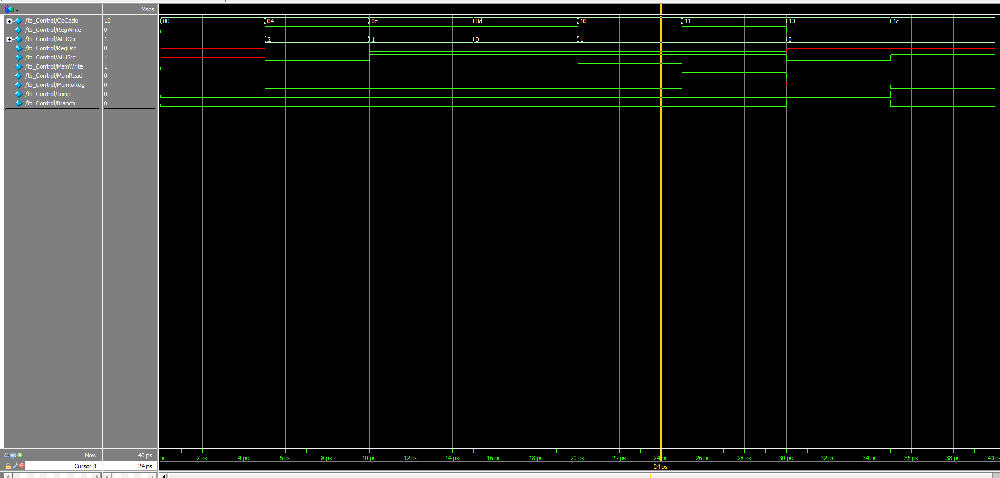 Msgs
/tb_Control/OpCode 10 00 04 0c 0d 10 11 13 1c
/tb_Control/RegWrite 0
/tb_Control/ALUOp 1 2 1 0 1 0
/tb_Control/RegDst 0
/tb_Control/ALUSrc 1
/tb_Control/MemWrite 1
/tb_Control/MemRead 0
/tb_Control/MemtoReg 0
/tb_Control/Jump 0
/tb_Control/Branch 0
Now 40 ps ps 2 ps 4 ps 6 ps 8 ps 10 ps 12 ps 14 ps 16 ps 18 ps 20 ps 22 ps 24 ps 26 ps 28 ps 30 ps 32 ps 34 ps 36 ps 38 ps 40 ps
Cursor 1 24 ps 24 ps